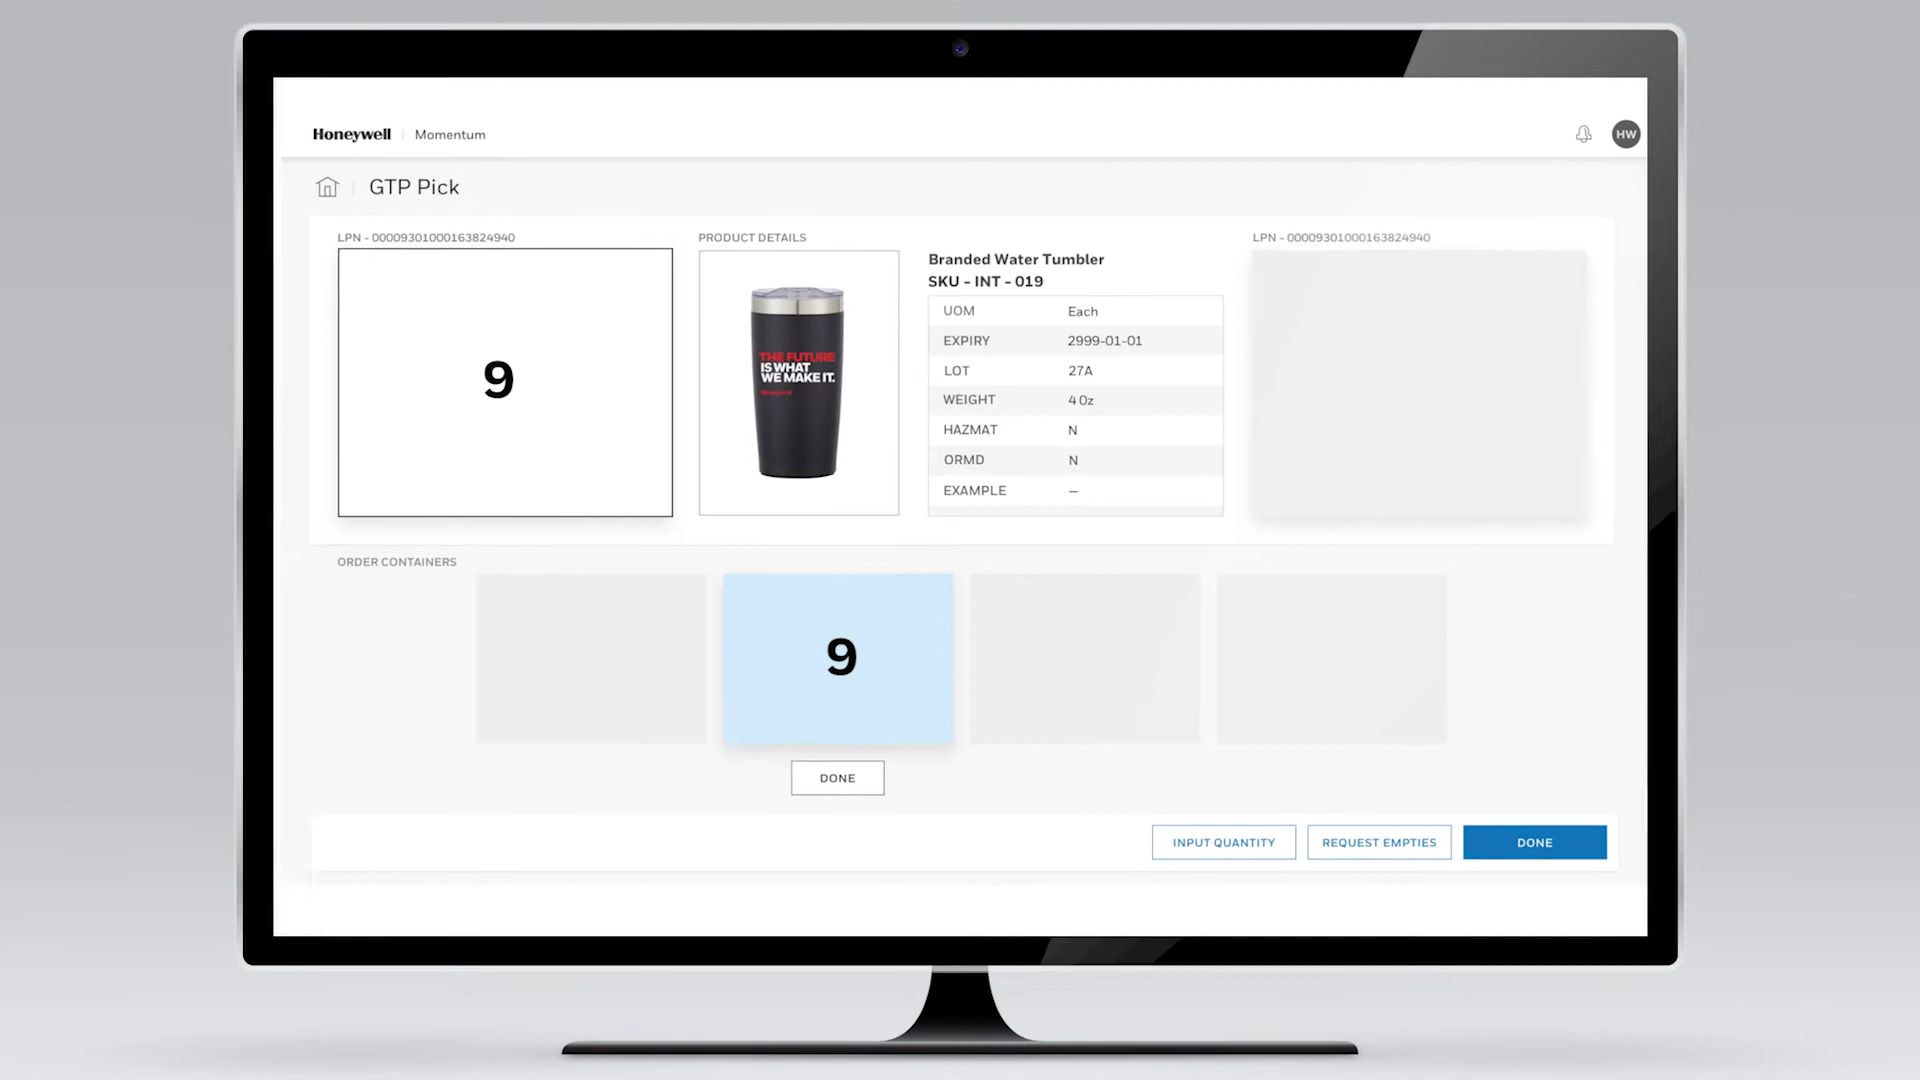 Honeywell | Momentum
HW
GTP Pick
LPN - 00009301000163824940
9
PRODUCT DETAILS
THE FUTURE
IS WHAT
WE MAKE IT.
Branded Water Tumbler
SKU - INT - 019
UOM Each
EXPIRY 2999-01-01
LOT 27A
WEIGHT 4 Oz
HAZMAT N
ORMD N
EXAMPLE —
LPN - 00009301000163824940
ORDER CONTAINERS
9
DONE
INPUT QUANTITY
REQUEST EMPTIES
DONE